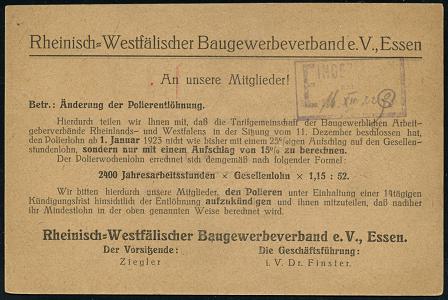 Rheinisch=Westfälischer Baugewerbeverband e. V., Essen
An unsere Mitglieder!
Betr.: Änderung der Polierentlöhnung.
Hierdurch teilen wir Ihnen mit, daß die Tarifgemeinschaft der Baugewerblichen Arbeit-
geberverbände Rheinlands- und Westfalens in der Sitzung vom 11. Dezember beschlossen hat,
den Polierlohn ab 1. Januar 1923 nicht wie bisher mit einem 25%igen Aufschlag auf den Gesellen-
stundenlohn, sondern nur mit einem Aufschlag von 15% zu berechnen.
Der Polierwochenlohn errechnet sich demgemäß nach folgender Formel:
2400 Jahresarbeitsstunden × Gesellenlohn × 1,15 : 52.
Wir bitten hierdurch unsere Mitglieder, den Polieren unter Einhaltung einer 14tägigen
Kündigungsfrist hinsichtlich der Entlöhnung aufzukündigen und ihnen mitzuteilen, daß nachher
ihr Mindestlohn in der oben genannten Weise berechnet wird.
Rheinisch=Westfälischer Baugewerbeverband e. V., Essen.
Der Vorsitzende:
Ziegler
Die Geschäftsführung:
i. V. Dr. Finster.